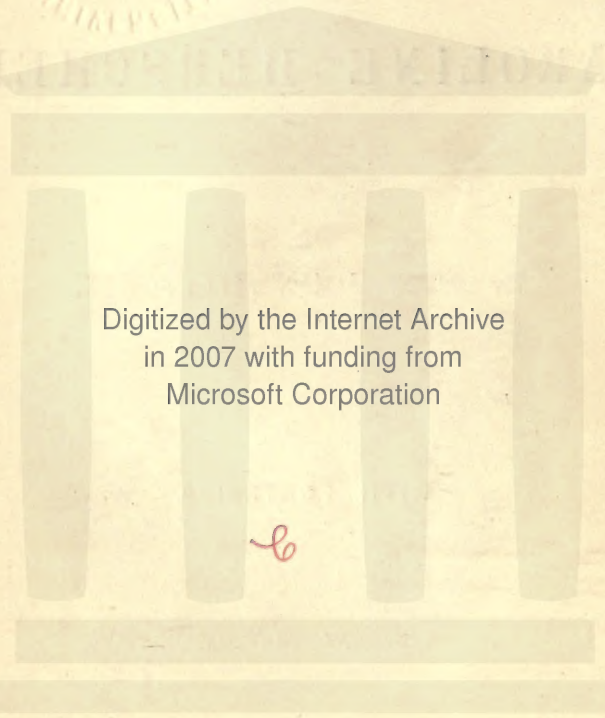 Digitized by the Internet Archive
in 2007 with funding from
Microsoft Corporation